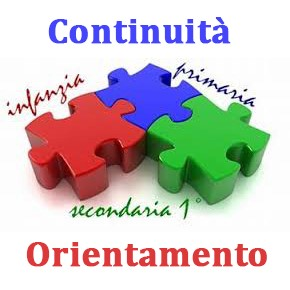 Continuità
infanzia
primaria
secondaria 1°
Orientamento